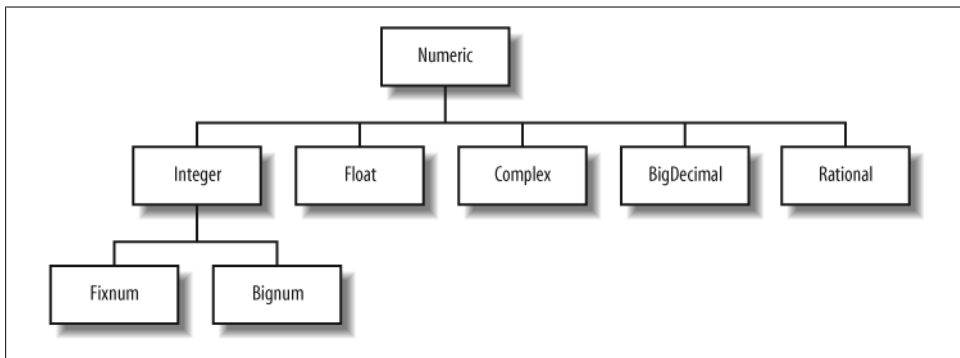 Numeric
Integer
Float
Complex
BigDecimal
Rational
Fixnum
Bignum